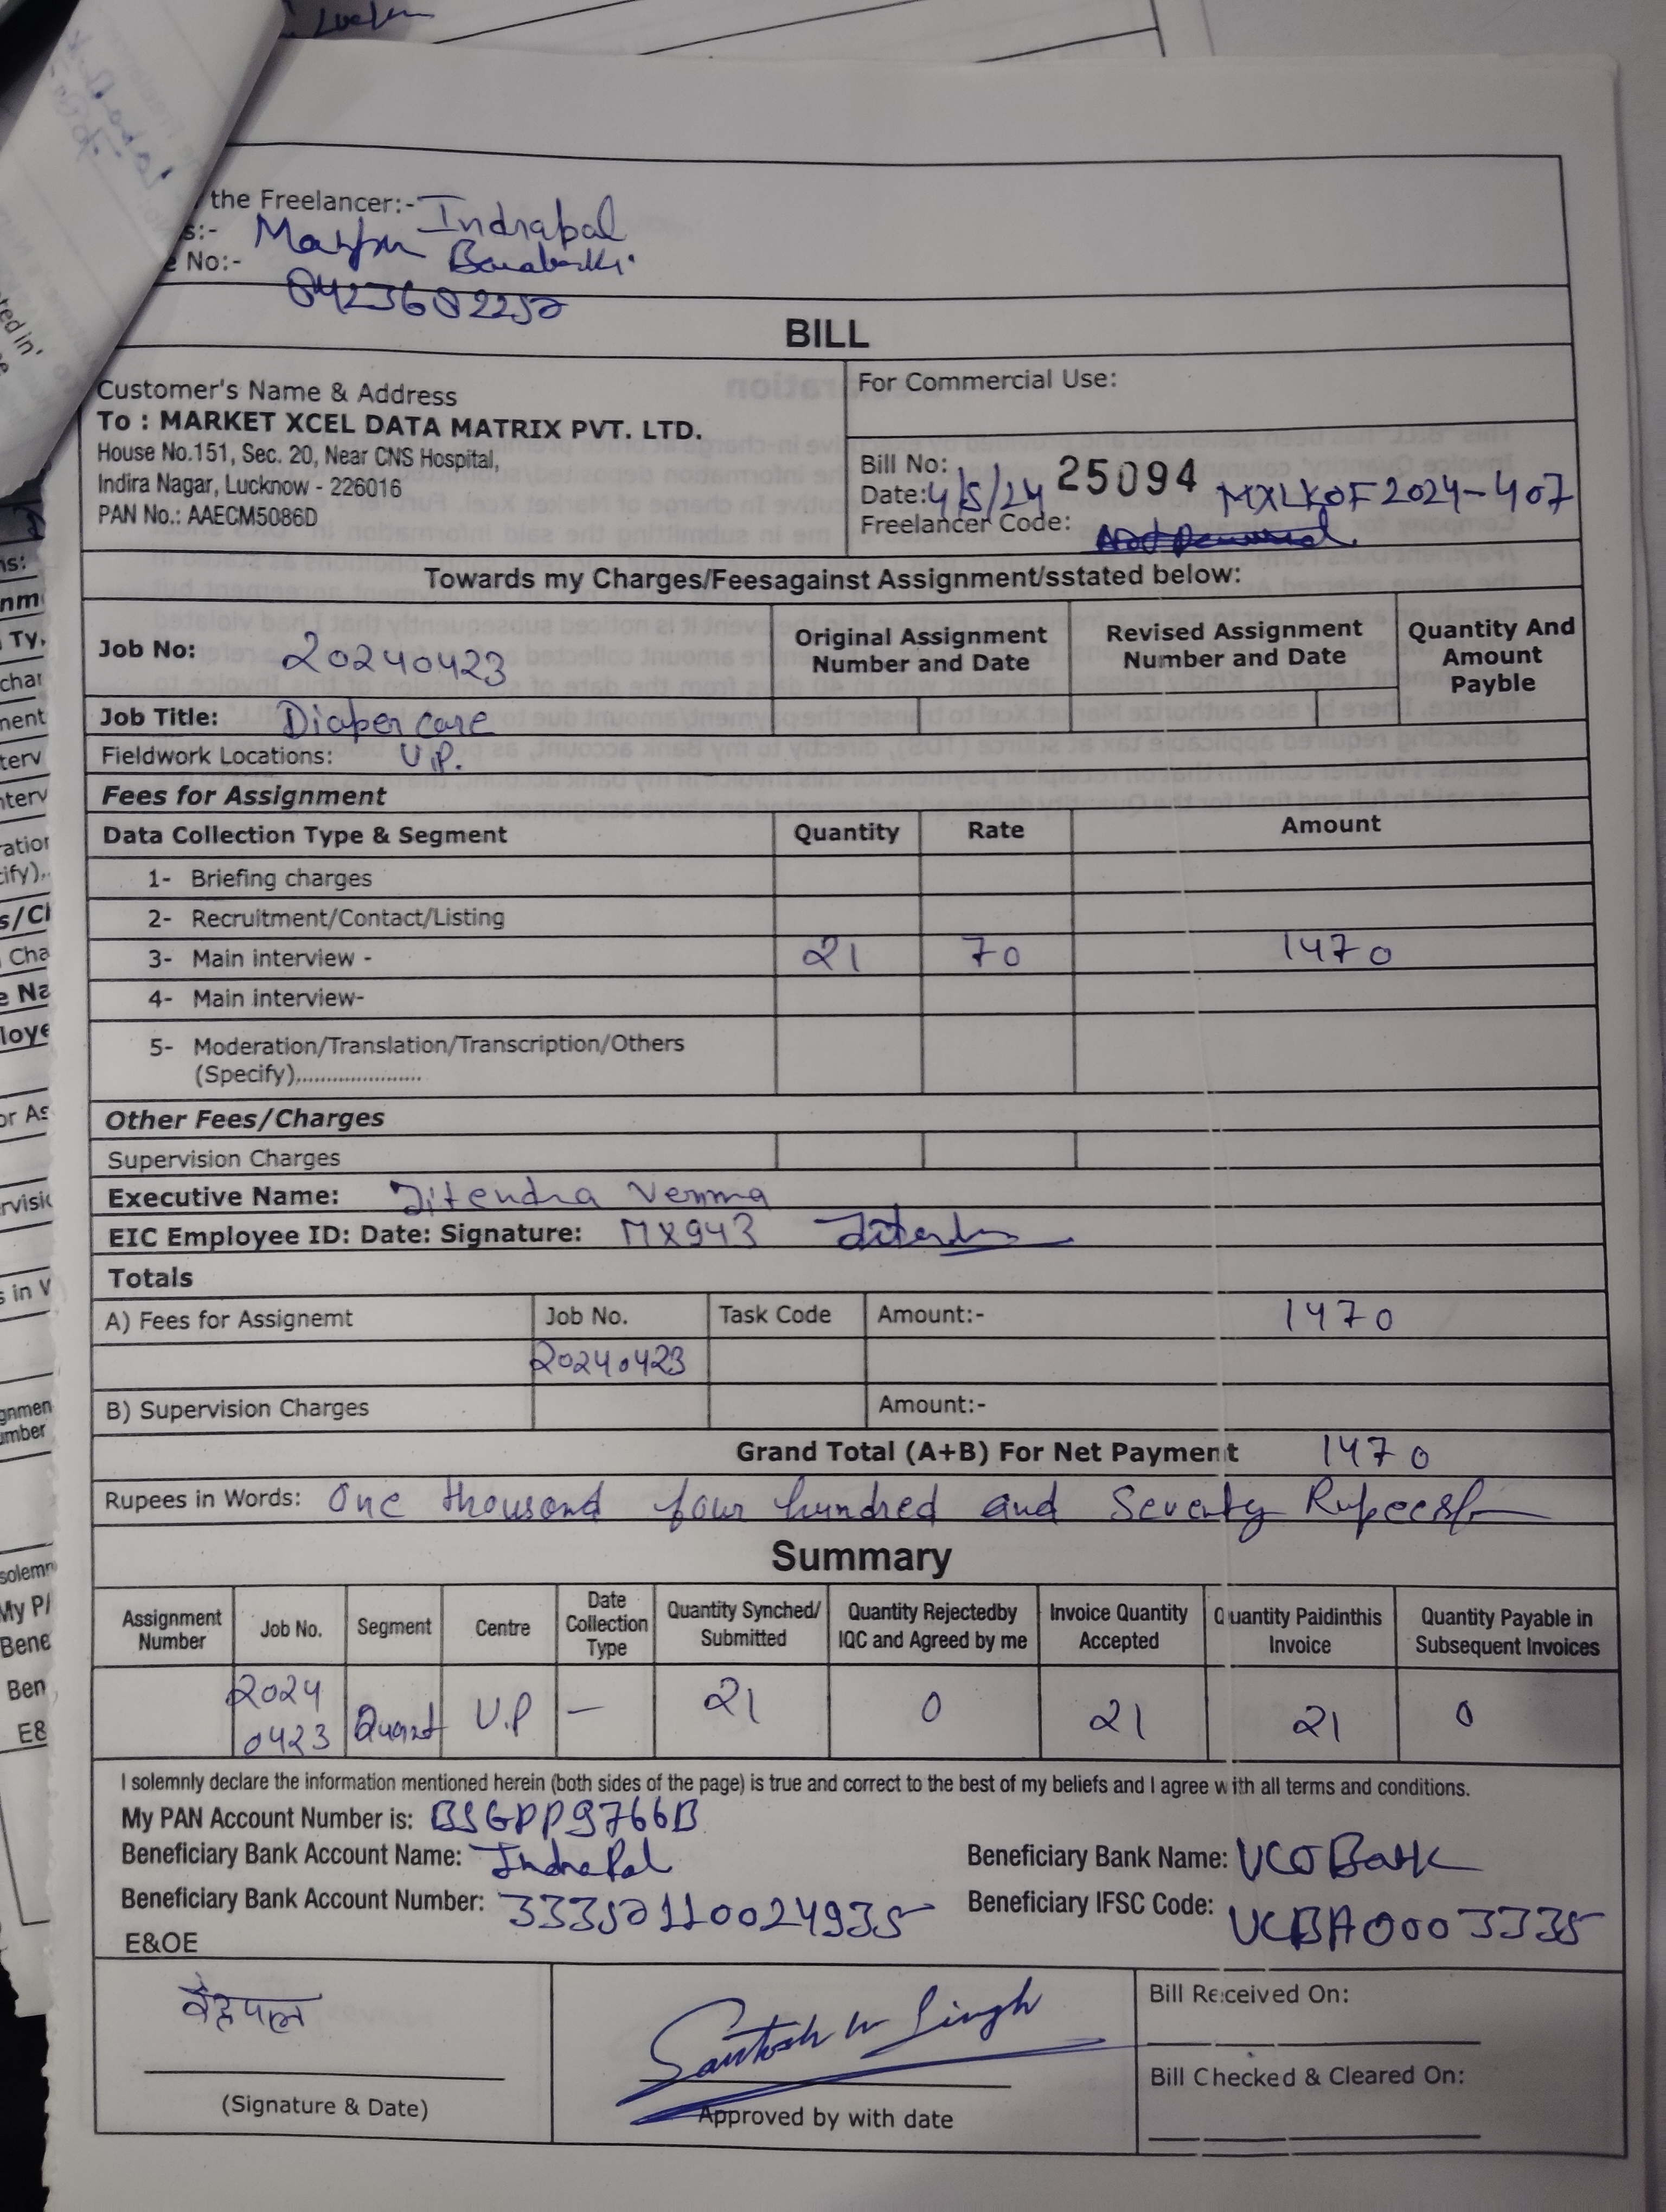 the Freelancer:- Indrapal
s:-
Barabanki.
No:-
BILL
Customer's Name & Address
To : MARKET XCEL DATA MATRIX PVT. LTD.
House No.151, Sec. 20, Near CNS Hospital,
Indira Nagar, Lucknow - 226016
PAN No.: AAECM5086D
For Commercial Use:
Bill No: 25094
Date: 4/5/24 MXLKOF2024-407
Freelancer Code:
Towards my Charges/Feesagainst Assignment/sstated below:
Job No: 20240423
Original Assignment Number and Date
Revised Assignment Number and Date
Quantity And Amount Payble
Job Title: Diaper care
Fieldwork Locations: U.P.
Fees for Assignment
Data Collection Type & Segment Quantity Rate Amount
1- Briefing charges
2- Recruitment/Contact/Listing
3- Main interview - 21 70 1470
4- Main interview-
5- Moderation/Translation/Transcription/Others
(Specify)......................
Other Fees/Charges
Supervision Charges
Executive Name: Jitendra Verma
EIC Employee ID: Date: Signature: MX943
Totals
A) Fees for Assignemt Job No. Task Code Amount:- 1470
20240423
B) Supervision Charges Amount:-
Grand Total (A+B) For Net Payment 1470
Rupees in Words: One thousand four hundred and Seventy Rupees
Summary
Assignment Number Job No. Segment Centre Date Collection Type Quantity Synched/ Submitted Quantity Rejectedby IQC and Agreed by me Invoice Quantity Accepted Quantity Paidinthis Invoice Quantity Payable in Subsequent Invoices
2024 0423 Quant U.P — 21 0 21 21 0
I solemnly declare the information mentioned herein (both sides of the page) is true and correct to the best of my beliefs and I agree with all terms and conditions.
My PAN Account Number is: BSGPP9766B
Beneficiary Bank Account Name: IndraPal
Beneficiary Bank Name: UCO Bank
Beneficiary Bank Account Number: 33350110024935
Beneficiary IFSC Code: UCBA0003335
E&OE
(Signature & Date)
Santosh Kr Singh
Approved by with date
Bill Received On:
Bill Checked & Cleared On: